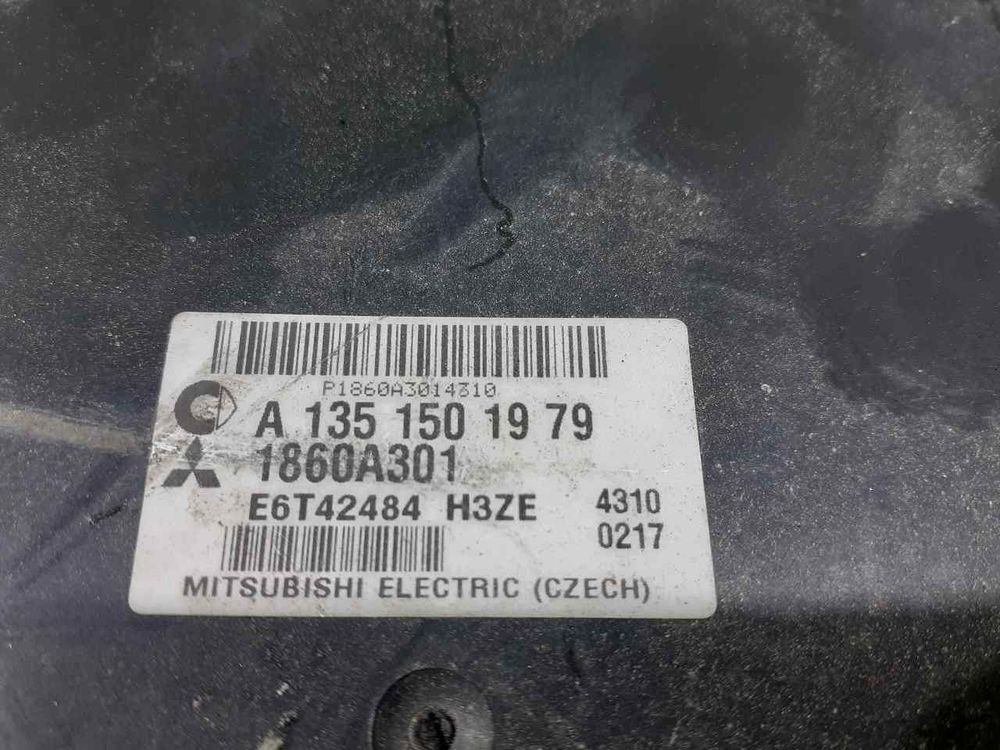 P1860A3014310
A 135 150 19 79
1860A301
E6T42484 H3ZE 4310
0217
MITSUBISHI ELECTRIC (CZECH)